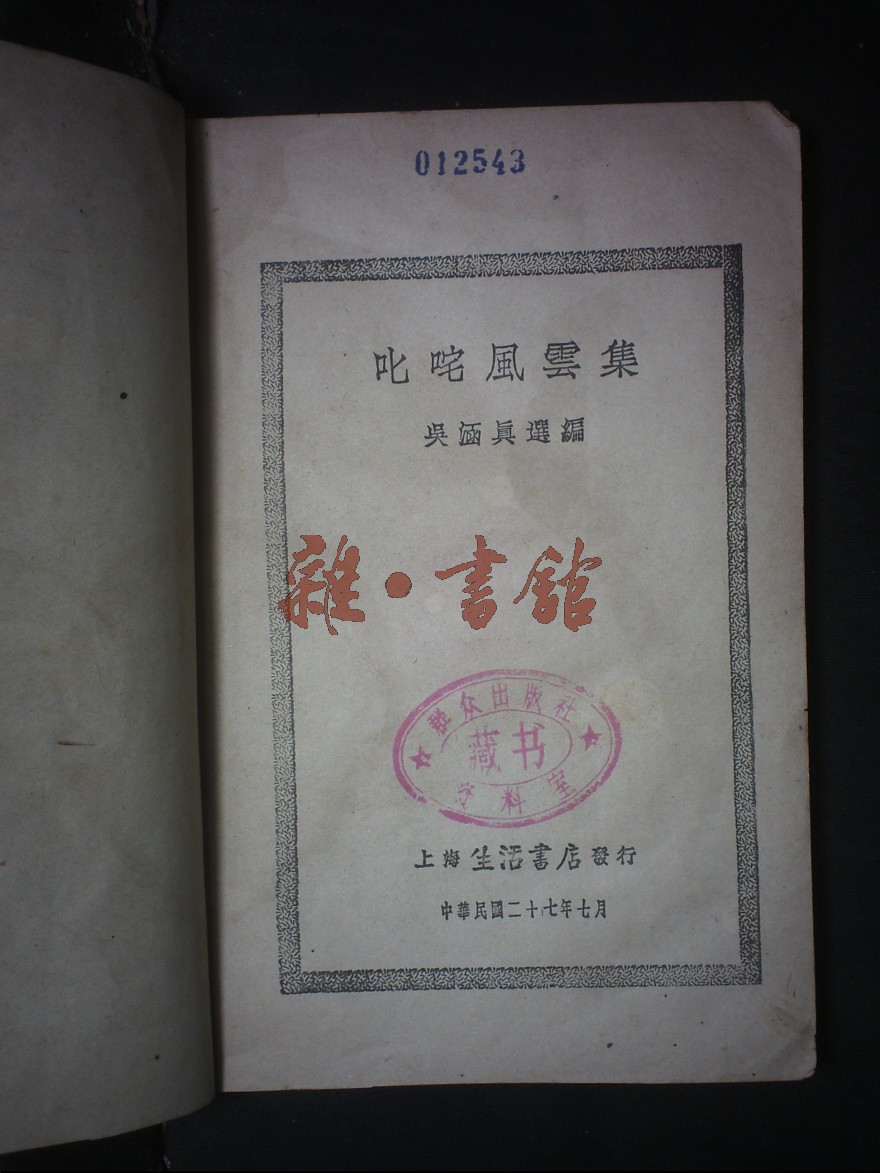 012543
叱咤風雲集
吳涵眞選編
雜·書館
群众出版社
藏书
资料室
上海生活書店發行
中華民國二十七年七月